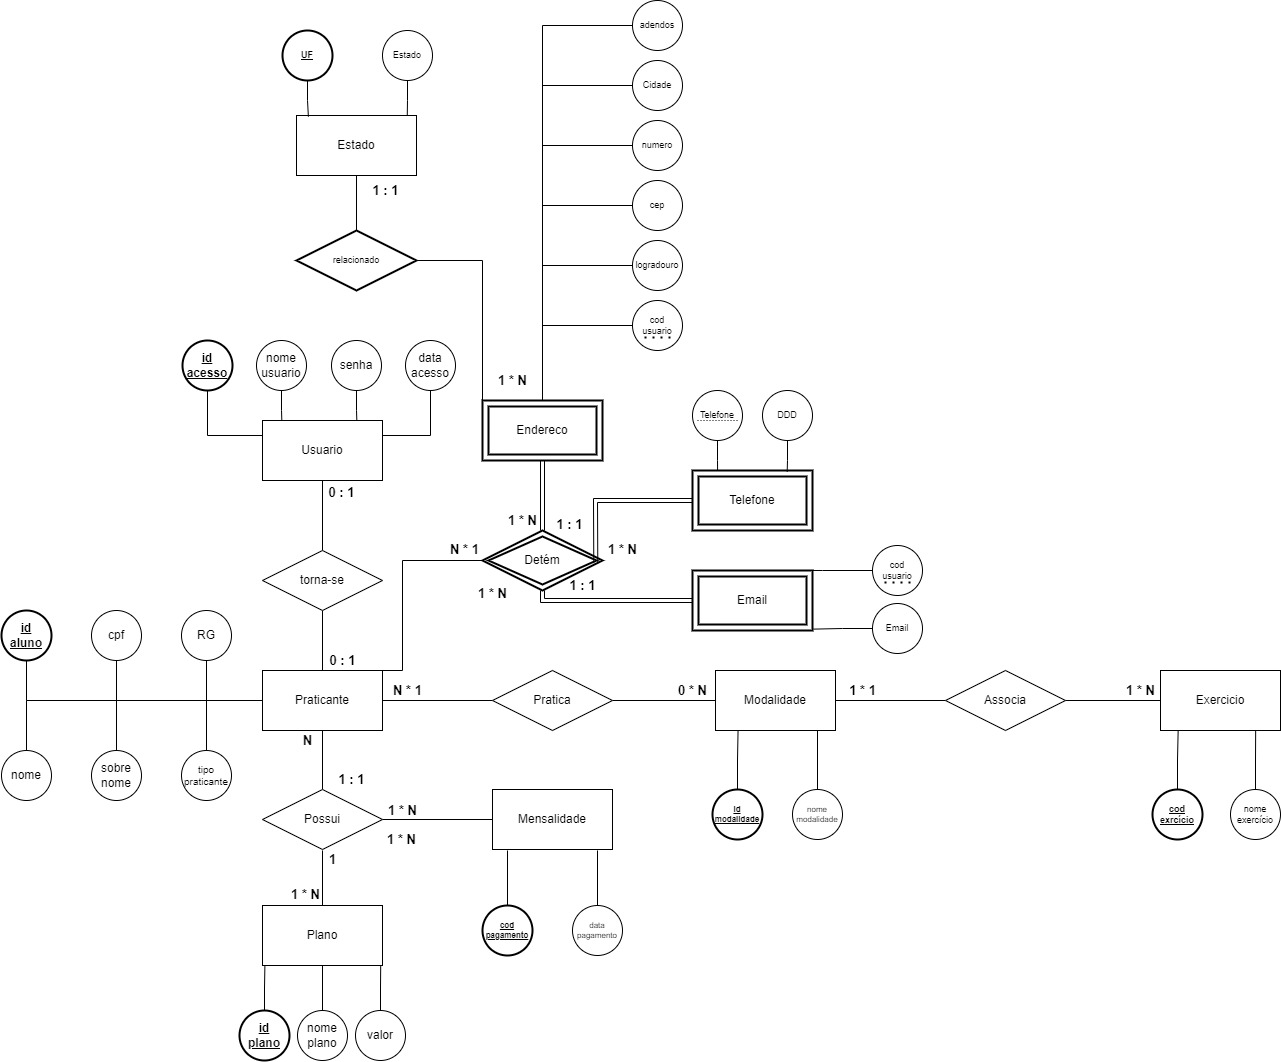 adendos
UF
Estado
Cidade
Estado
numero
1 : 1
cep
relacionado
logradouro
cod
usuario
id
acesso
nome
usuario
senha
data
acesso
1 * N
Endereco
Telefone
DDD
Usuario
0 : 1
Telefone
1 * N
1 : 1
N * 1
Detém
1 * N
1 * N
1 : 1
cod
usuario
torna-se
Email
Email
id
aluno
cpf
RG
0 : 1
Praticante
N * 1
Pratica
0 * N
Modalidade
1 * 1
Associa
1 * N
Exercicio
N
nome
sobre
nome
tipo
praticante
1 : 1
Possui
1 * N
1 * N
Mensalidade
id
modalidade
nome
modalidade
cod
exrcício
nome
exercício
1
1 * N
Plano
cod
pagamento
data
pagamento
id
plano
nome
plano
valor